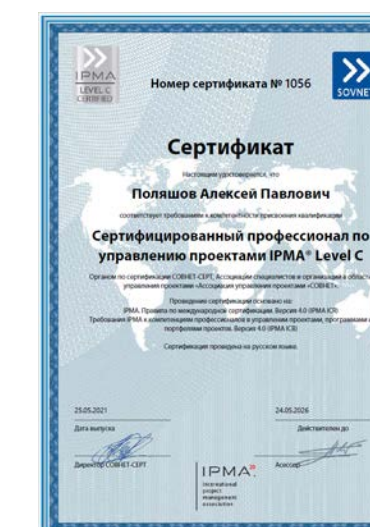 IPMA
LEVEL C
CERTIFIED
Номер сертификата № 1056
SOVNET
Сертификат
Настоящим удостоверяется, что
Поляшов Алексей Павлович
соответствует требованиям к компетентности присвоения квалификации
Сертифицированный профессионал по
управлению проектами IPMA® Level C
Органом по сертификации СОВНЕТ-СЕРТ, Ассоциации специалистов и организаций в области
управления проектами «Ассоциация управления проектами «СОВНЕТ».
Проведение сертификации основано на:
IPMA. Правила по международной сертификации. Версия 4.0 (IPMA ICR)
Требования IPMA к компетенциям профессионалов в управлении проектами, программами и
портфелями проектов. Версия 4.0 (IPMA ICB)
Сертификация проведена на русском языке.
25.05.2021
24.05.2026
Дата выпуска
Действителен до
Директор СОВНЕТ-СЕРТ
Асессор
IPMA
international
project
management
association